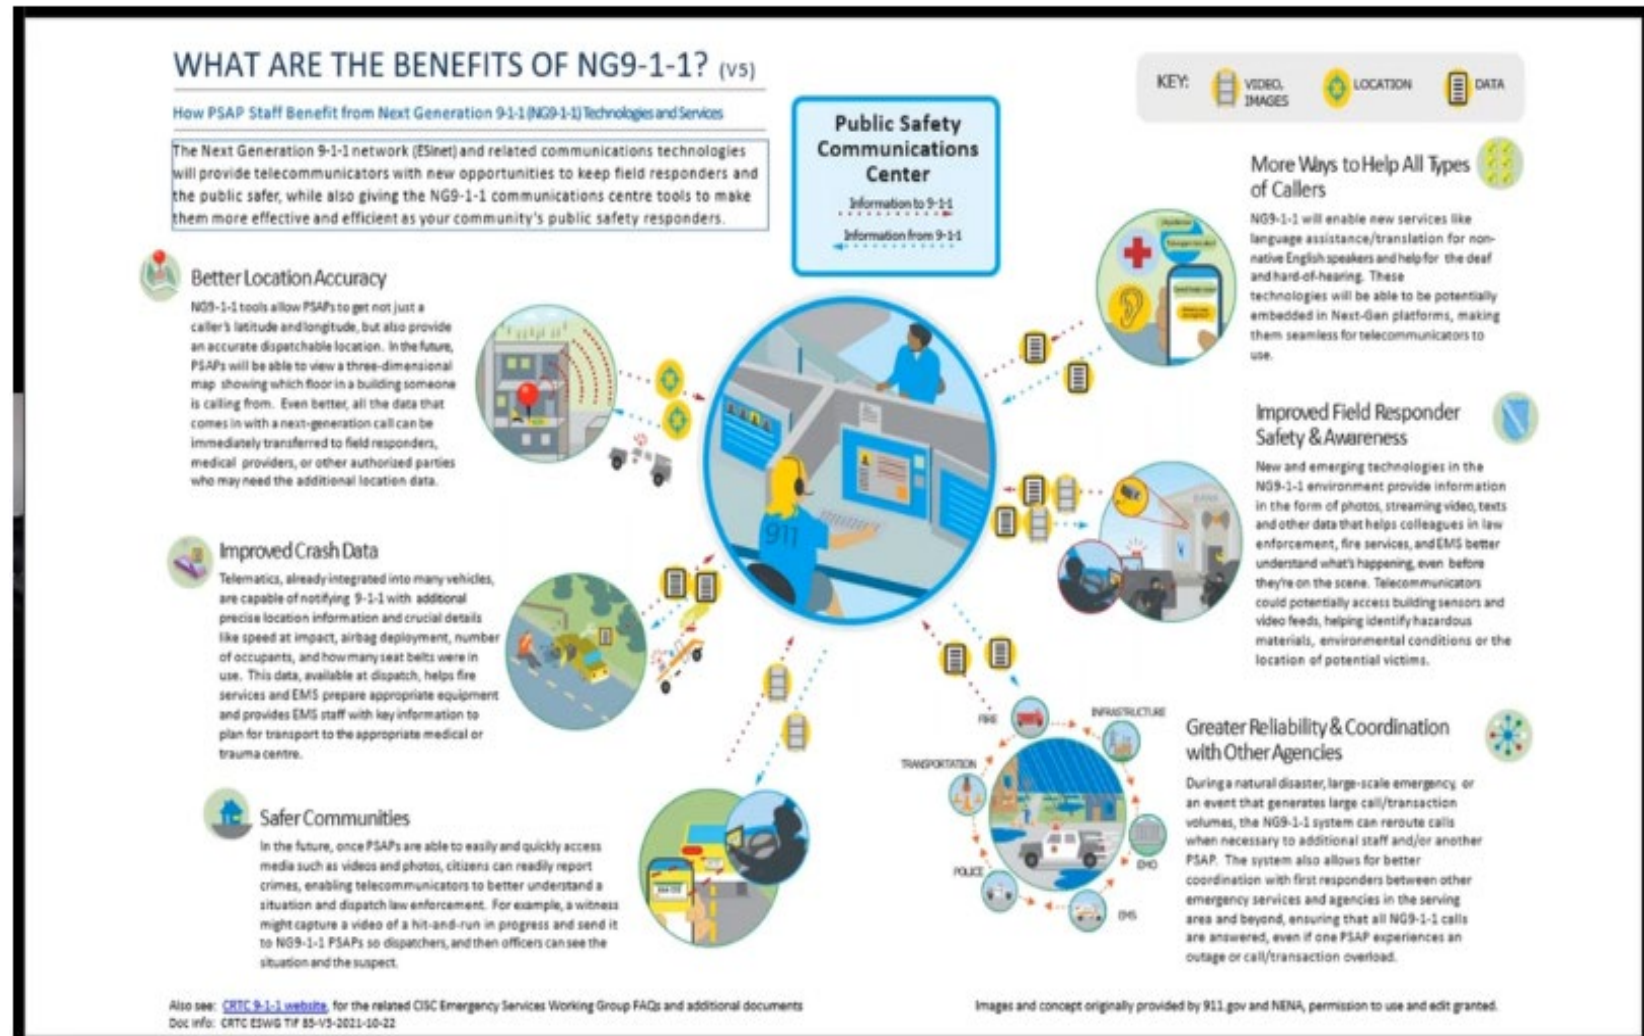 WHAT ARE THE BENEFITS OF NG9-1-1? (V5)
How PSAP Staff Benefit from Next Generation 9-1-1 (NG9-1-1) Technologies and Services
The Next Generation 9-1-1 network (ESInet) and related communications technologies
will provide telecommunicators with new opportunities to keep field responders and
the public safer, while also giving the NG9-1-1 communications centre tools to make
them more effective and efficient as your community's public safety responders.
Public Safety
Communications
Center
Information to 9-1-1
Information from 9-1-1
KEY:
VIDEO,
IMAGES
LOCATION
DATA
Better Location Accuracy
NG9-1-1 tools allow PSAPs to get not just a
caller's latitude and longitude, but also provide
an accurate dispatchable location. In the future,
PSAPs will be able to view a three-dimensional
map showing which floor in a building someone
is calling from. Even better, all the data that
comes in with a next-generation call can be
immediately transferred to field responders,
medical providers, or other authorized parties
who may need the additional location data.
Improved Crash Data
Telematics, already integrated into many vehicles,
are capable of notifying 9-1-1 with additional
precise location information and crucial details
like speed at impact, airbag deployment, number
of occupants, and how many seat belts were in
use. This data, available at dispatch, helps fire
services and EMS prepare appropriate equipment
and provides EMS staff with key information to
plan for transport to the appropriate medical or
trauma centre.
Safer Communities
In the future, once PSAPs are able to easily and quickly access
media such as videos and photos, citizens can readily report
crimes, enabling telecommunicators to better understand a
situation and dispatch law enforcement. For example, a witness
might capture a video of a hit-and-run in progress and send it
to NG9-1-1 PSAPs so dispatchers, and then officers can see the
situation and the suspect.
911
More Ways to Help All Types
of Callers
NG9-1-1 will enable new services like
language assistance/translation for non-
native English speakers and help for the deaf
and hard-of-hearing. These
technologies will be able to be potentially
embedded in Next-Gen platforms, making
them seamless for telecommunicators to
use.
Improved Field Responder
Safety & Awareness
New and emerging technologies in the
NG9-1-1 environment provide information
in the form of photos, streaming video, texts
and other data that helps colleagues in law
enforcement, fire services, and EMS better
understand what's happening, even before
they're on the scene. Telecommunicators
could potentially access building sensors and
video feeds, helping identify hazardous
materials, environmental conditions or the
location of potential victims.
BANK
Greater Reliability & Coordination
with Other Agencies
During a natural disaster, large-scale emergency, or
an event that generates large call/transaction
volumes, the NG9-1-1 system can reroute calls
when necessary to additional staff and/or another
PSAP. The system also allows for better
coordination with first responders between other
emergency services and agencies in the serving
area and beyond, ensuring that all NG9-1-1 calls
are answered, even if one PSAP experiences an
outage or call/transaction overload.
FIRE
INFRASTRUCTURE
TRANSPORTATION
EMO
POLICE
EMS
Also see: CRTC 9-1-1 website, for the related CISC Emergency Services Working Group FAQs and additional documents
Doc info: CRTC ESWG TIF 85-V5-2021-10-22
Images and concept originally provided by 911.gov and NENA, permission to use and edit granted.